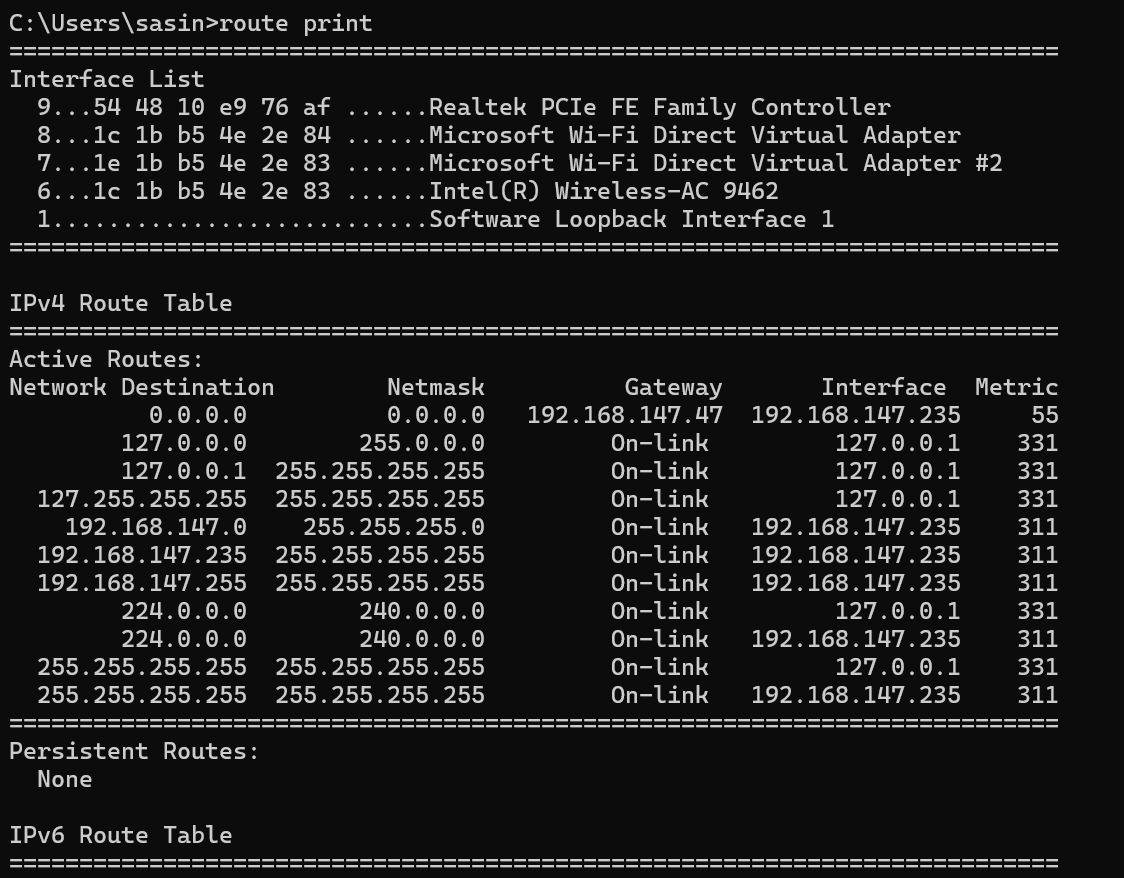 C:\Users\sasin>route print
===========================================================================
Interface List
  9...54 48 10 e9 76 af ......Realtek PCIe FE Family Controller
  8...1c 1b b5 4e 2e 84 ......Microsoft Wi-Fi Direct Virtual Adapter
  7...1e 1b b5 4e 2e 83 ......Microsoft Wi-Fi Direct Virtual Adapter #2
  6...1c 1b b5 4e 2e 83 ......Intel(R) Wireless-AC 9462
  1...........................Software Loopback Interface 1
===========================================================================

IPv4 Route Table
===========================================================================
Active Routes:
Network Destination        Netmask          Gateway       Interface  Metric
          0.0.0.0          0.0.0.0   192.168.147.47  192.168.147.235     55
        127.0.0.0        255.0.0.0         On-link         127.0.0.1    331
        127.0.0.1  255.255.255.255         On-link         127.0.0.1    331
  127.255.255.255  255.255.255.255         On-link         127.0.0.1    331
    192.168.147.0    255.255.255.0         On-link   192.168.147.235    311
  192.168.147.235  255.255.255.255         On-link   192.168.147.235    311
  192.168.147.255  255.255.255.255         On-link   192.168.147.235    311
        224.0.0.0        240.0.0.0         On-link         127.0.0.1    331
        224.0.0.0        240.0.0.0         On-link   192.168.147.235    311
  255.255.255.255  255.255.255.255         On-link         127.0.0.1    331
  255.255.255.255  255.255.255.255         On-link   192.168.147.235    311
===========================================================================
Persistent Routes:
  None

IPv6 Route Table
===========================================================================